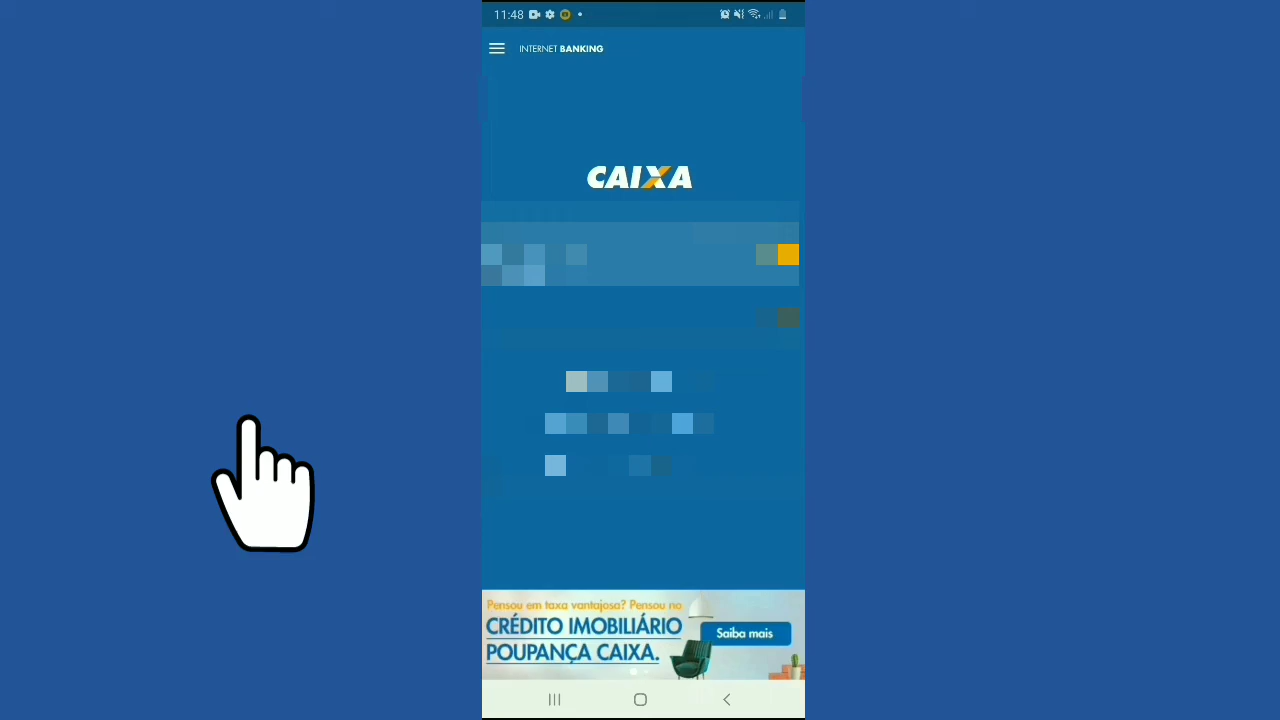 11:48
INTERNET BANKING
CAIXA
Pensou em taxa vantajosa? Pensou no
CRÉDITO IMOBILIÁRIO
POUPANÇA CAIXA.
Saiba mais